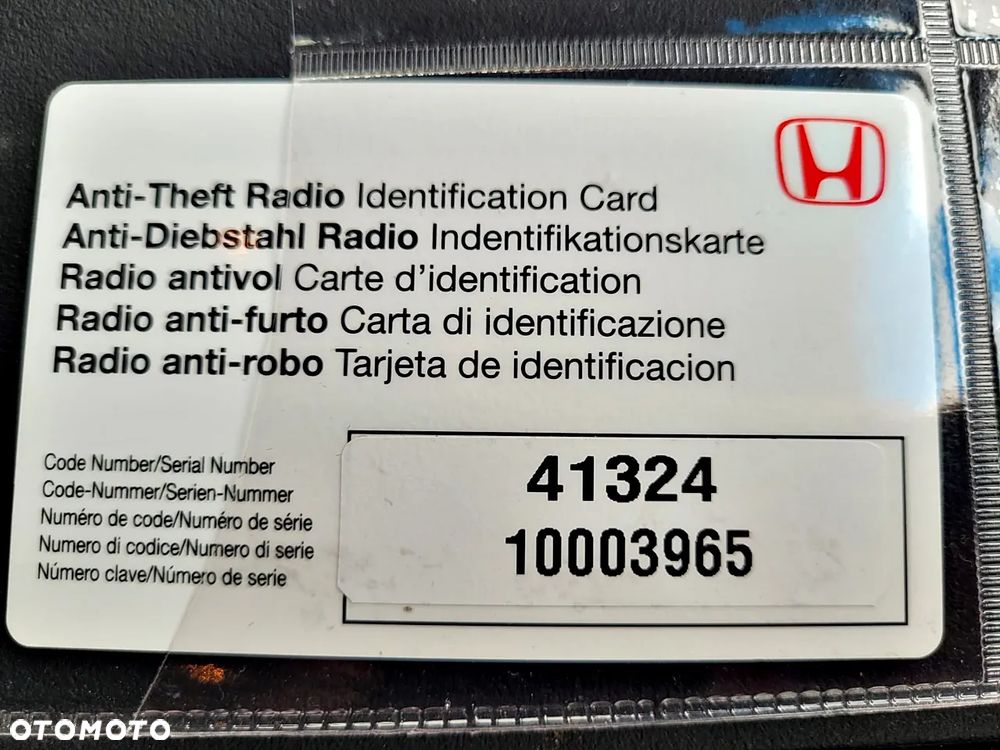 Anti-Theft Radio Identification Card
Anti-Diebstahl Radio Indentifikationskarte
Radio antivol Carte d'identification
Radio anti-furto Carta di identificazione
Radio anti-robo Tarjeta de identificacion
Code Number/Serial Number
Code-Nummer/Serien-Nummer
Numéro de code/Numéro de série
Numero di codice/Numero di serie
Número clave/Número de serie
41324
10003965
OTOMOTO